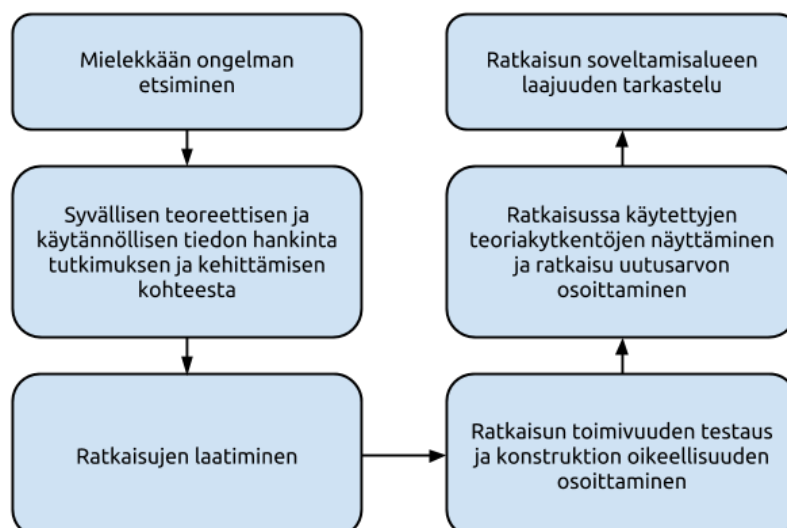 Mielekkään ongelman
etsiminen
Syvällisen teoreettisen ja
käytännöllisen tiedon hankinta
tutkimuksen ja kehittämisen
kohteesta
Ratkaisujen laatiminen
Ratkaisun toimivuuden testaus
ja konstruktion oikeellisuuden
osoittaminen
Ratkaisussa käytettyjen
teoriakytkentöjen näyttäminen
ja ratkaisu uutusarvon
osoittaminen
Ratkaisun soveltamisalueen
laajuuden tarkastelu